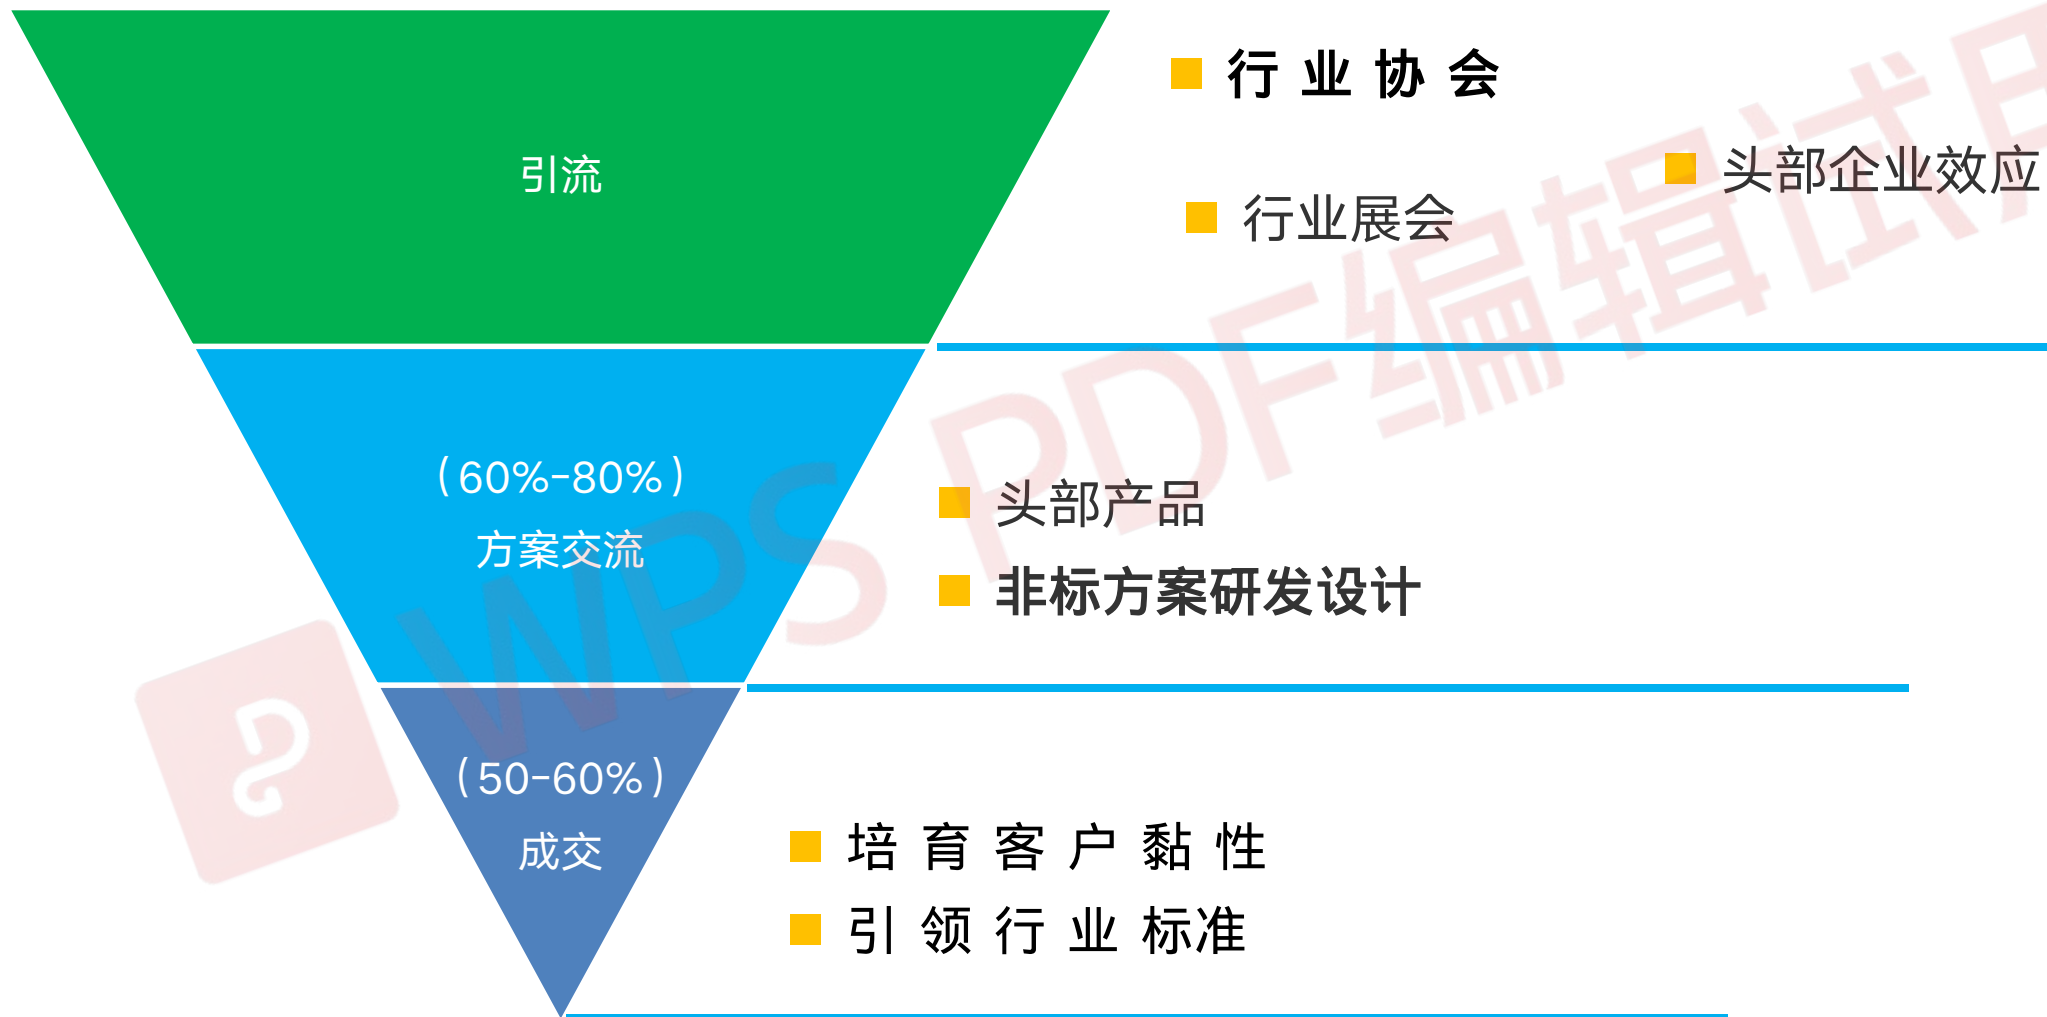 行业协会
头部企业效应
引流
行业展会
(60%-80%)
方案交流
头部产品
非标方案研发设计
(50-60%)
成交
培育客户黏性
引领行业标准
WPS PDF编辑试用